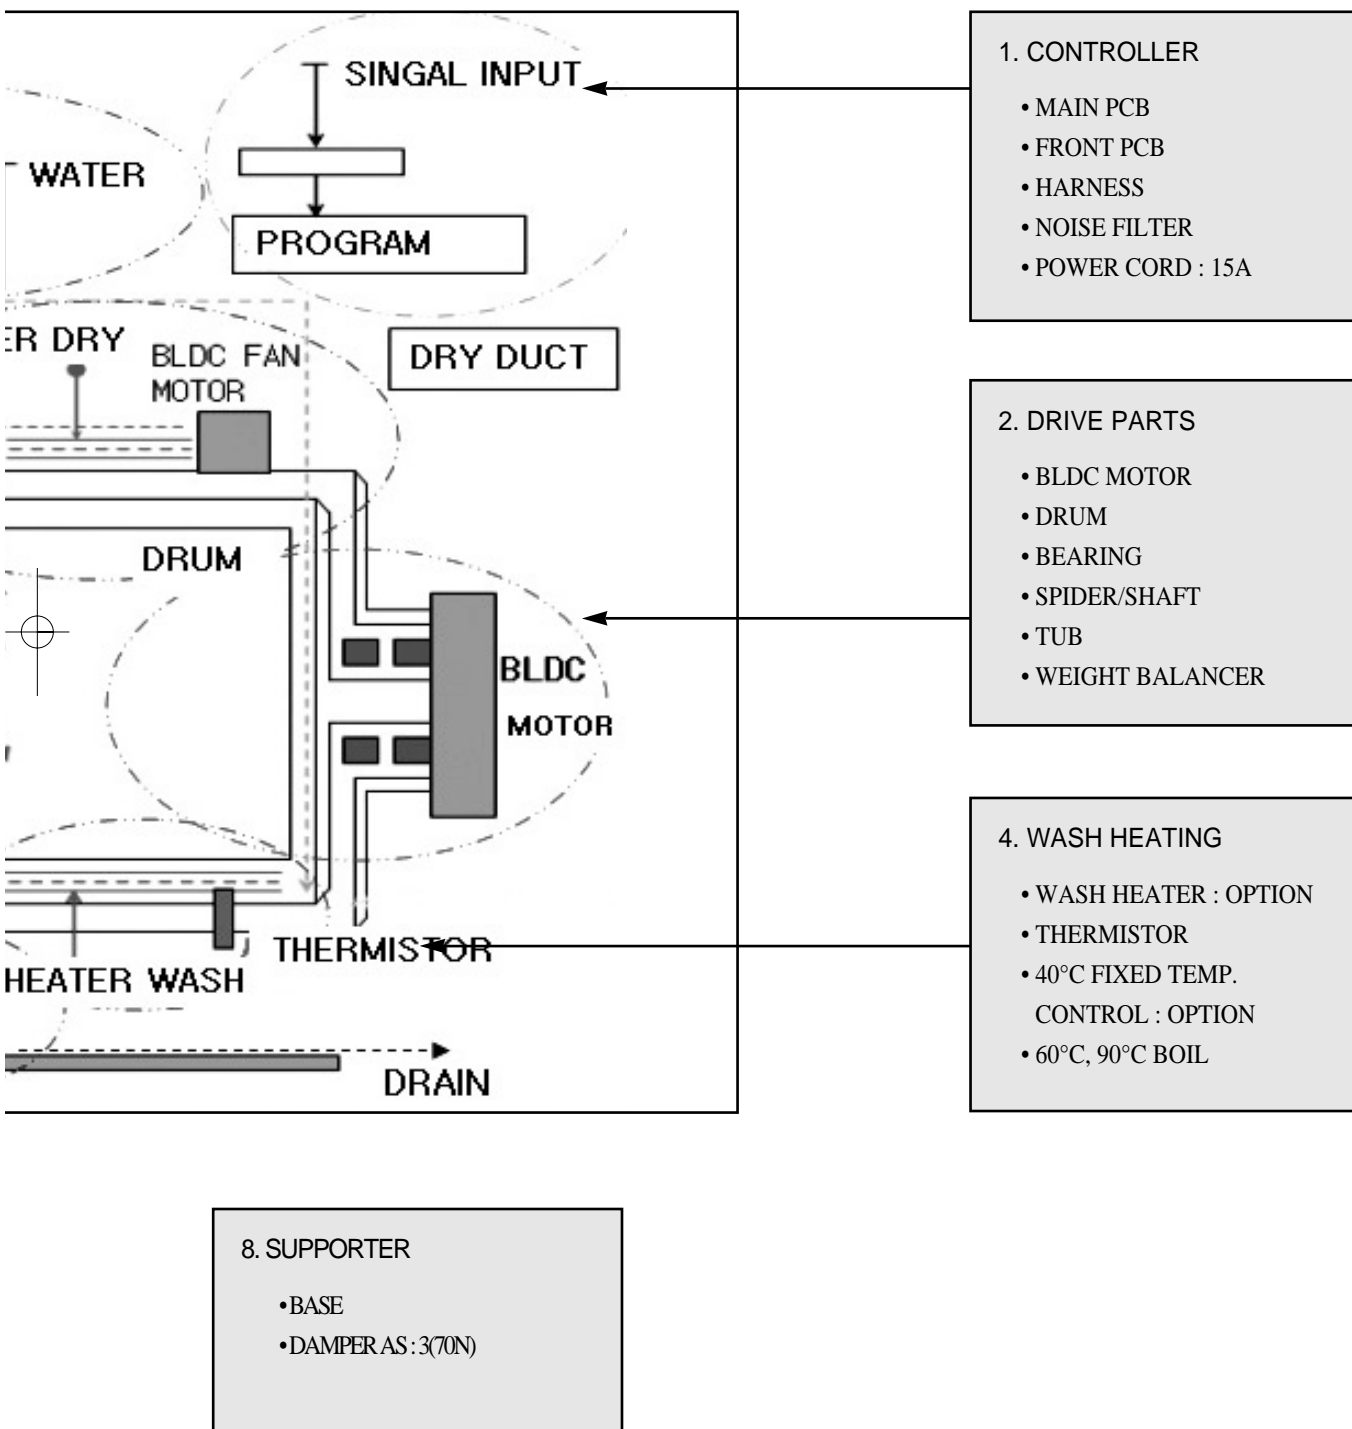 SINGAL INPUT
WATER
PROGRAM
ER DRY
BLDC FAN
MOTOR
DRY DUCT
DRUM
BLDC
MOTOR
THERMISTOR
HEATER WASH
DRAIN
1. CONTROLLER
• MAIN PCB
• FRONT PCB
• HARNESS
• NOISE FILTER
• POWER CORD : 15A
2. DRIVE PARTS
• BLDC MOTOR
• DRUM
• BEARING
• SPIDER/SHAFT
• TUB
• WEIGHT BALANCER
4. WASH HEATING
• WASH HEATER : OPTION
• THERMISTOR
• 40°C FIXED TEMP.
CONTROL : OPTION
• 60°C, 90°C BOIL
8. SUPPORTER
• BASE
• DAMPER AS : 3(70N)